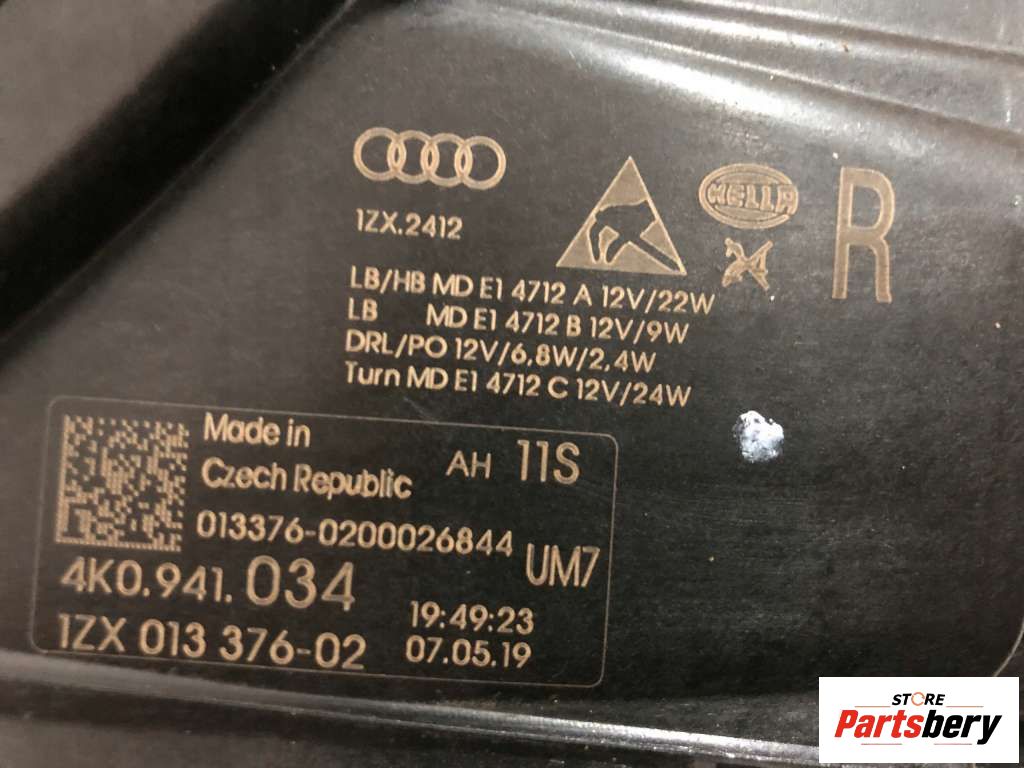 1ZX.2412
HELLA
R
LB/HB MD E1 4712 A 12V/22W
LB MD E1 4712 B 12V/9W
DRL/PO 12V/6,8W/2,4W
Turn MD E1 4712 C 12V/24W
Made in
Czech Republic
AH 11S
013376-0200026844
UM7
4K0.941.034
19:49:23
1ZX 013 376-02
07.05.19
STORE
Partsbery